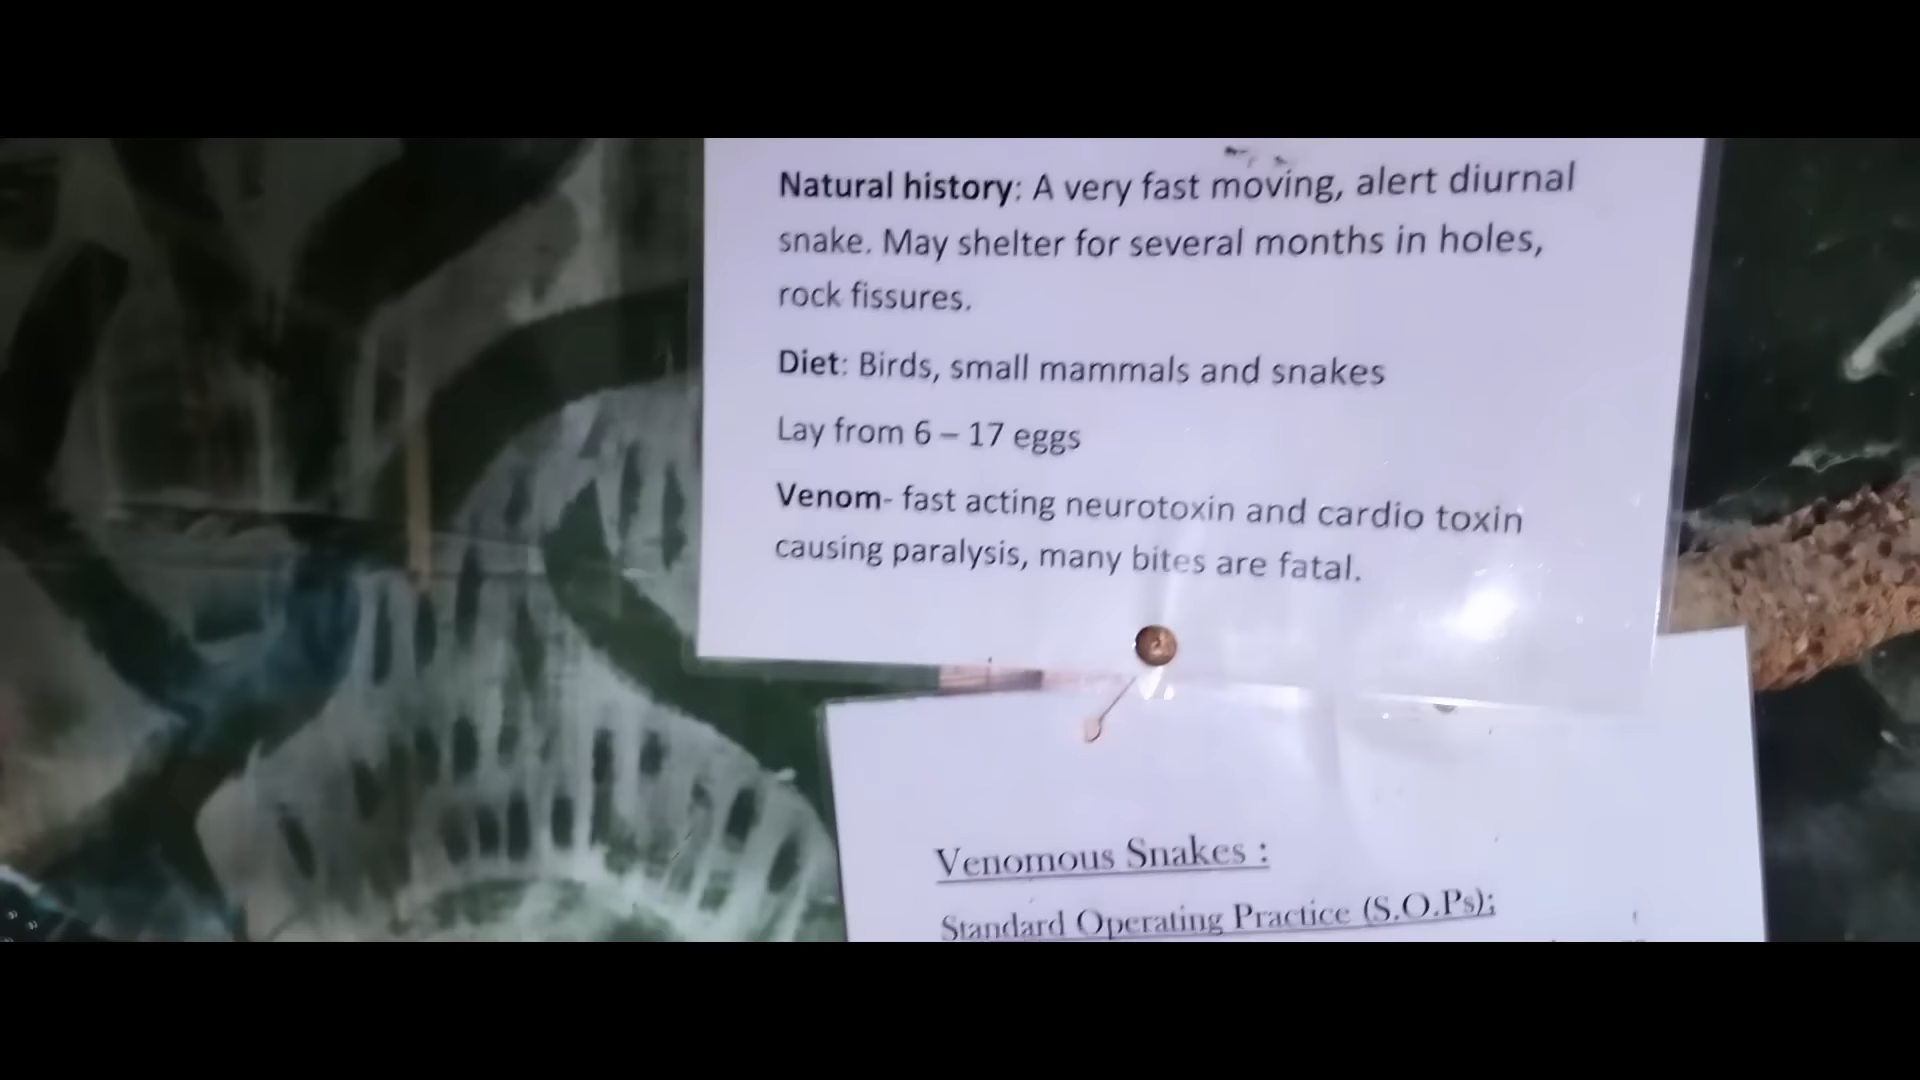 Natural history: A very fast moving, alert diurnal
snake. May shelter for several months in holes,
rock fissures.
Diet: Birds, small mammals and snakes
Lay from 6 – 17 eggs
Venom- fast acting neurotoxin and cardio toxin
causing paralysis, many bites are fatal.
Venomous Snakes :
Standard Operating Practice (S.O.Ps);